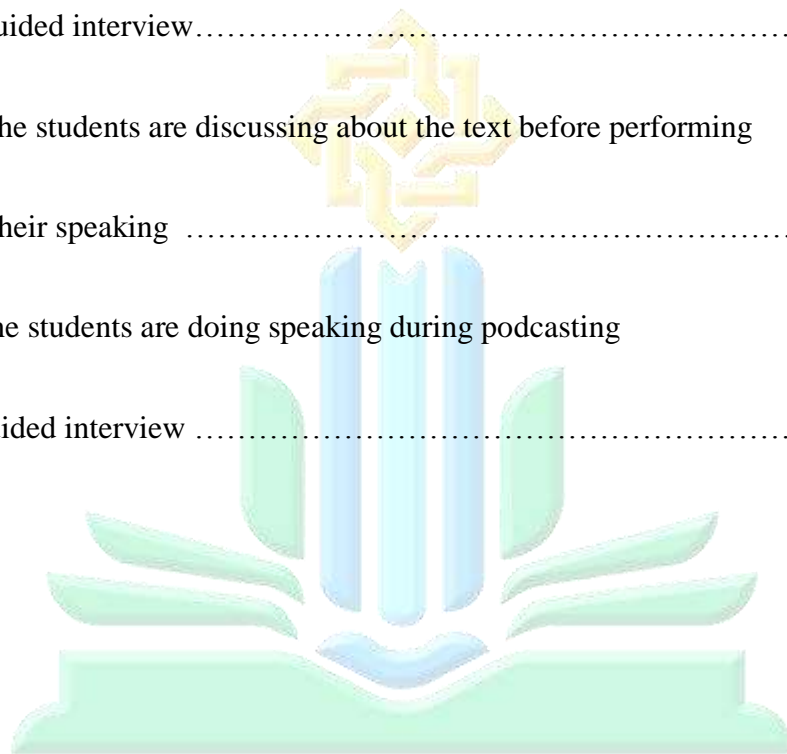 uided interview……………………………………………………………
he students are discussing about the text before performing
heir speaking ……………………………………………………………
he students are doing speaking during podcasting
ided interview ……………………………………………………………